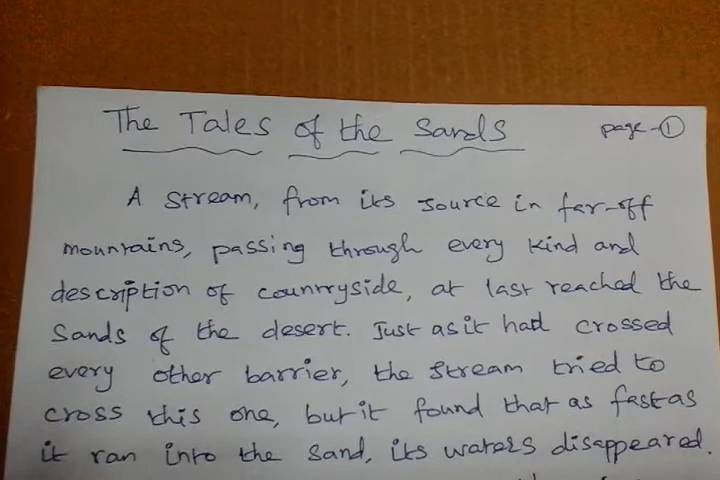 The Tales of the Sands page-①
A stream, from its source in far-off
mountains, passing through every kind and
description of countryside, at last reached the
Sands of the desert. Just as it had crossed
every other barrier, the stream tried to
cross this one, but it found that as fast as
it ran into the sand, its waters disappeared.